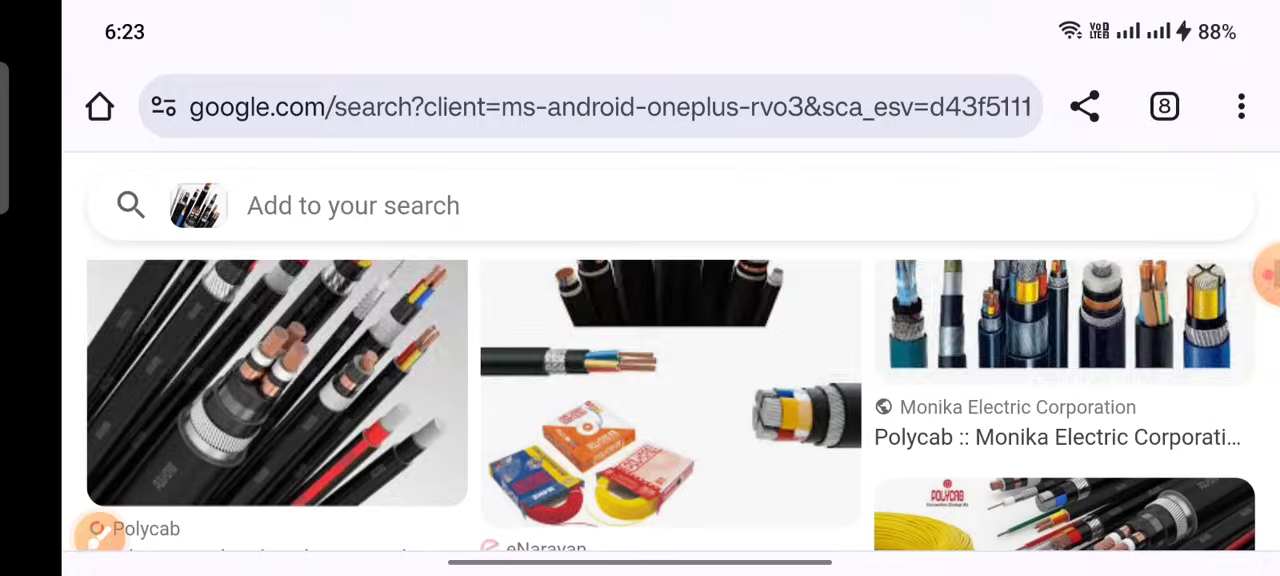 6:23
88%
google.com/search?client=ms-android-oneplus-rvo3&sca_esv=d43f5111
8
Add to your search
Monika Electric Corporation
Polycab :: Monika Electric Corporati...
POLYCAB
Polycab
eNarayan